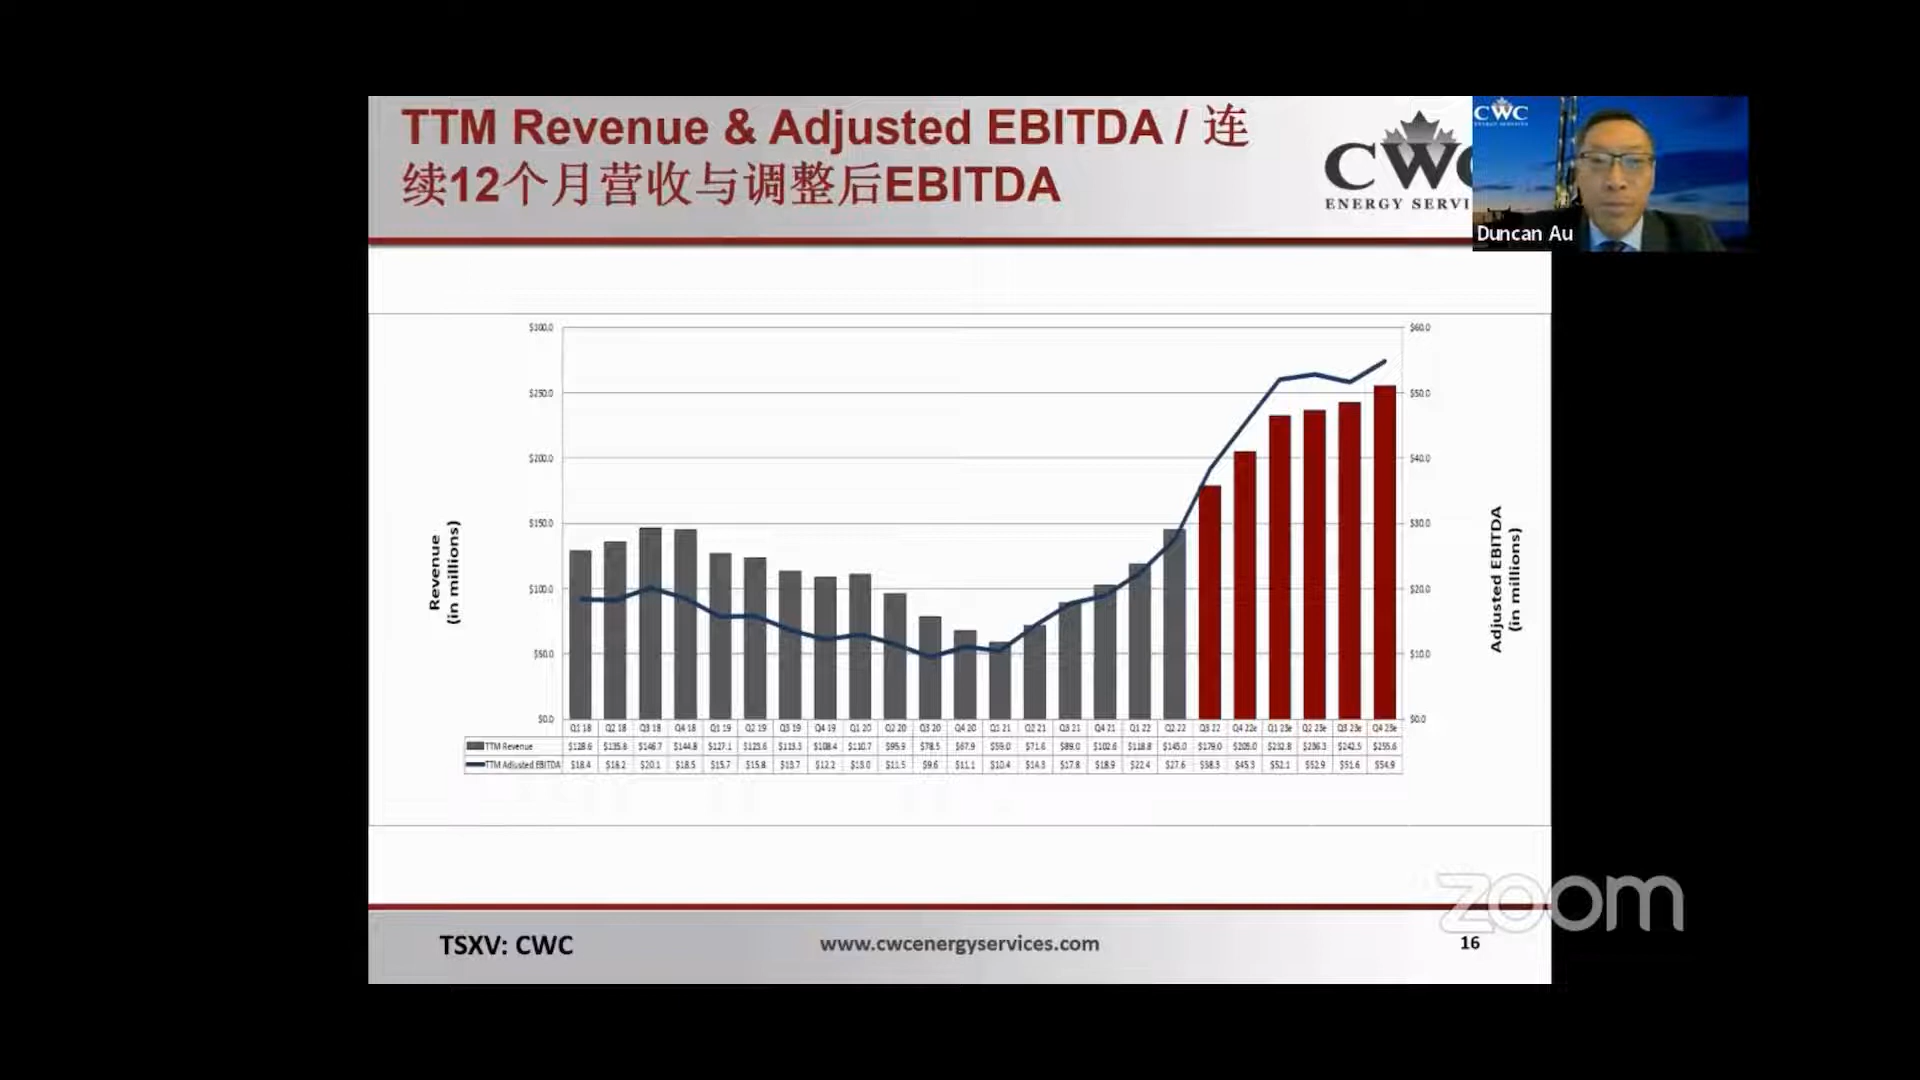 TTM Revenue & Adjusted EBITDA / 连
续12个月营收与调整后EBITDA
CWC
ENERGY SERVI
CWC
Duncan Au
Revenue
(in millions)
$300.0
$250.0
$200.0
$150.0
$100.0
$50.0
$0.0
$60.0
$50.0
$40.0
$30.0
$20.0
$10.0
$0.0
Adjusted EBITDA
(in millions)
Q1 18 Q2 18 Q3 18 Q4 18 Q1 19 Q2 19 Q3 19 Q4 19 Q1 20 Q2 20 Q3 20 Q4 20 Q1 21 Q2 21 Q3 21 Q4 21 Q1 22 Q2 22 Q3 22 Q4 22e Q1 23e Q2 23e Q3 23e Q4 23e
TTM Revenue $128.6 $135.8 $146.7 $144.8 $127.1 $123.6 $113.3 $108.4 $110.7 $95.9 $78.5 $67.9 $59.0 $71.6 $89.0 $102.6 $118.8 $145.0 $179.0 $205.0 $232.8 $236.3 $242.5 $255.6
TTM Adjusted EBITDA $18.4 $18.2 $20.1 $18.5 $15.7 $15.8 $13.7 $12.2 $13.0 $11.5 $9.6 $11.1 $10.4 $14.3 $17.8 $18.9 $22.4 $27.6 $38.3 $45.3 $52.1 $52.9 $51.6 $54.9
zoom
TSXV: CWC
www.cwcenergyservices.com
16